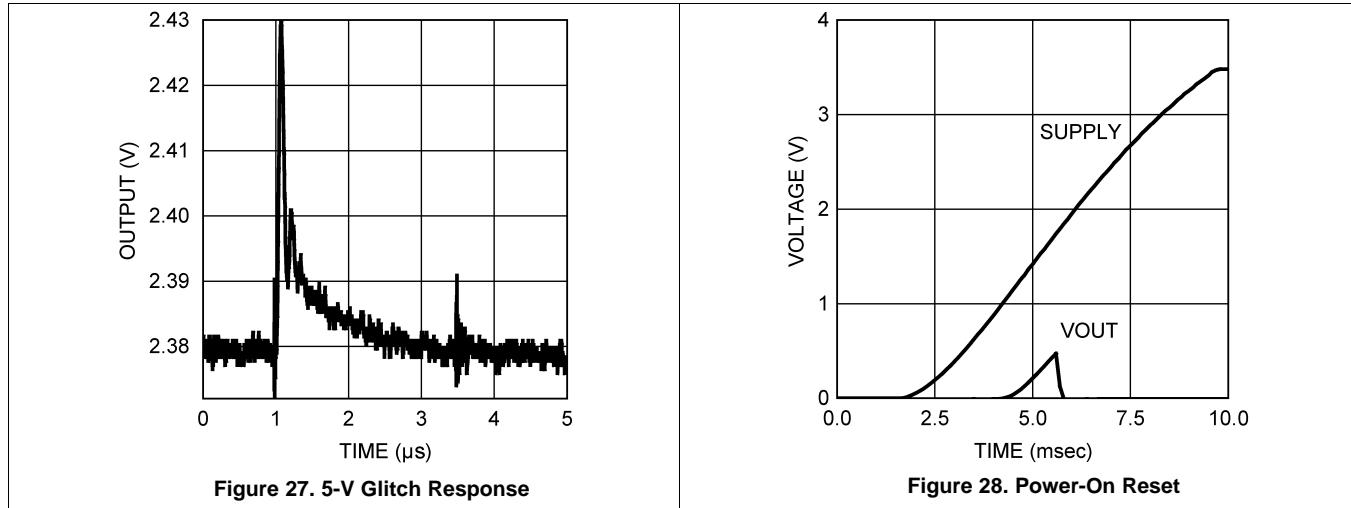 2.43
2.42
2.41
2.40
2.39
2.38
OUTPUT (V)
0 1 2 3 4 5
TIME (µs)
Figure 27. 5-V Glitch Response
4
3
2
1
0
VOLTAGE (V)
SUPPLY
VOUT
0.0 2.5 5.0 7.5 10.0
TIME (msec)
Figure 28. Power-On Reset